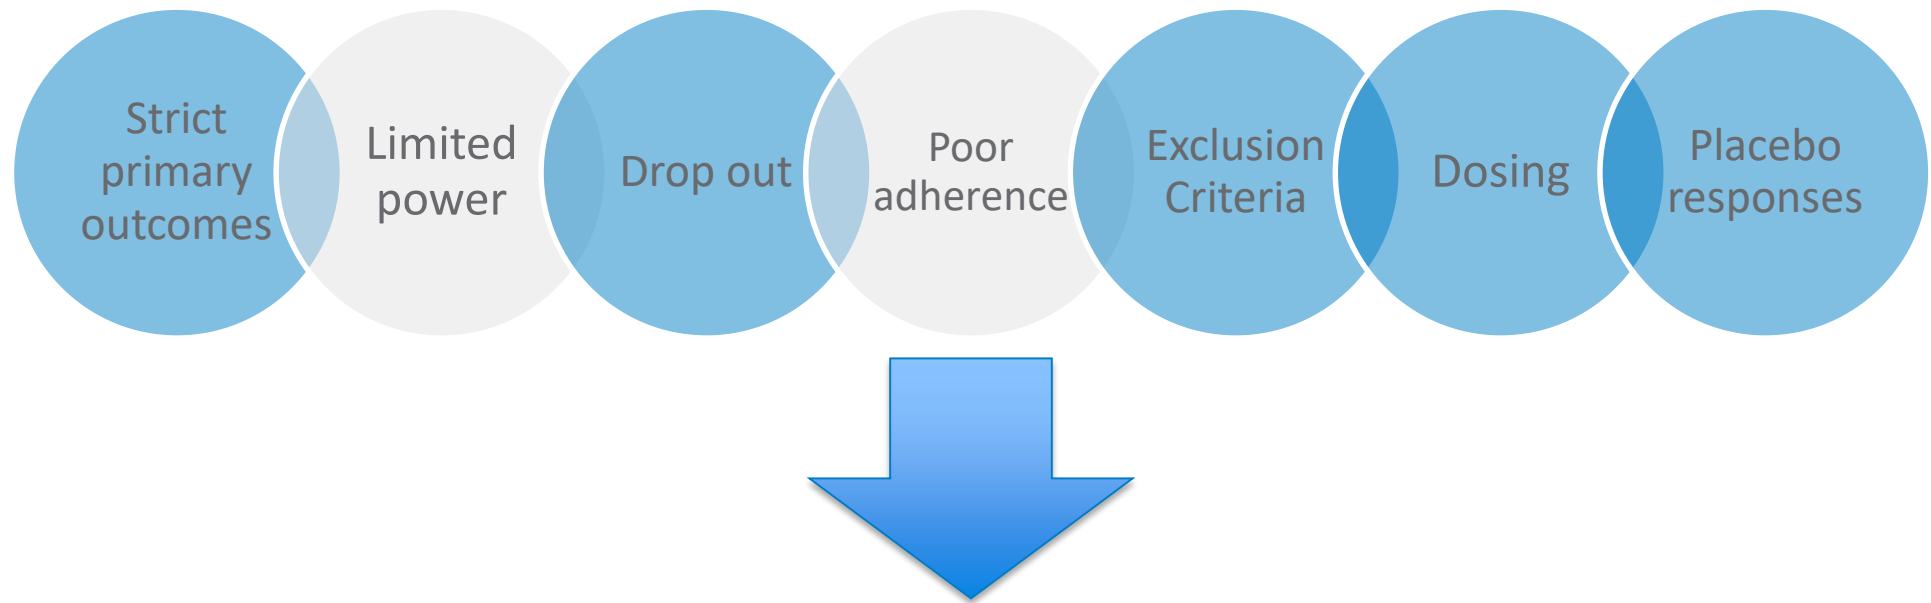 Strict
primary
outcomes
Limited
power
Drop out
Poor
adherence
Exclusion
Criteria
Dosing
Placebo
responses